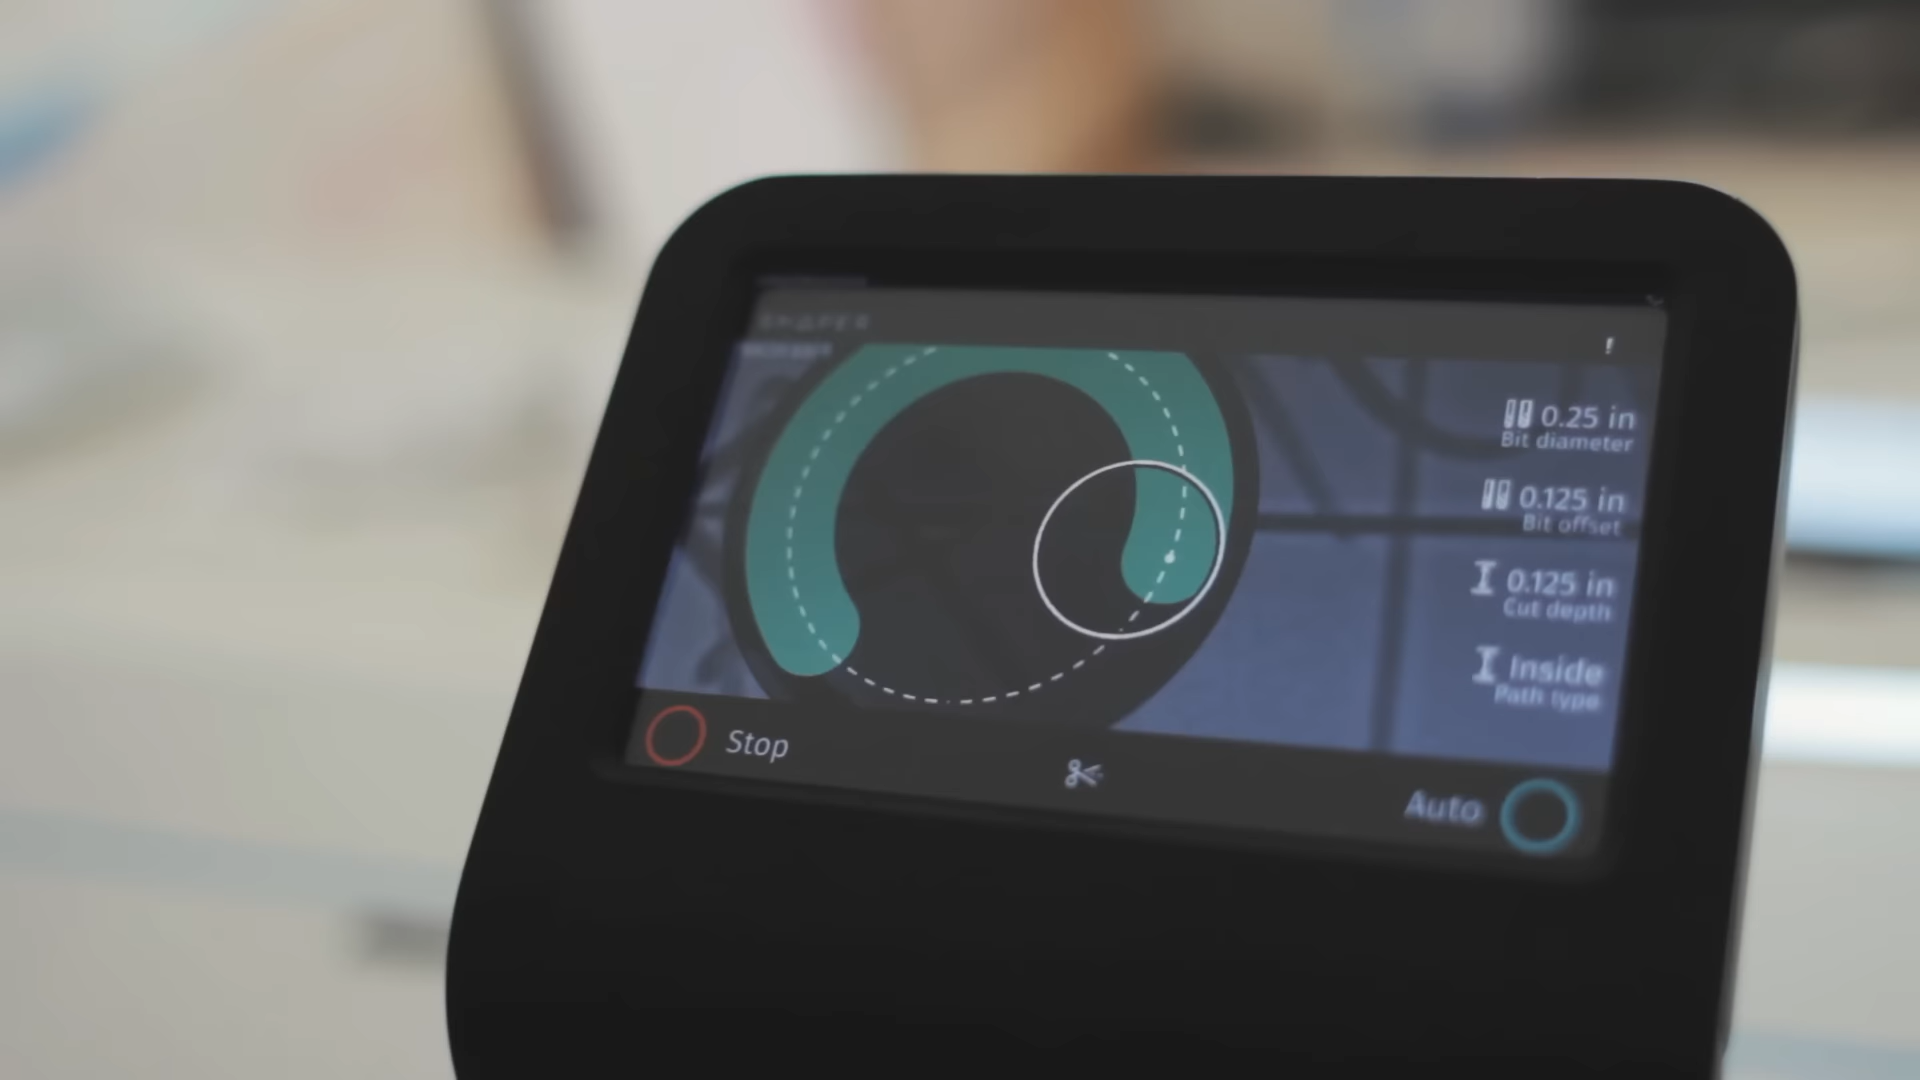 SHAPER
0.25 in
Bit diameter
0.125 in
Bit offset
0.125 in
Cut depth
Inside
Path type
Stop
Auto